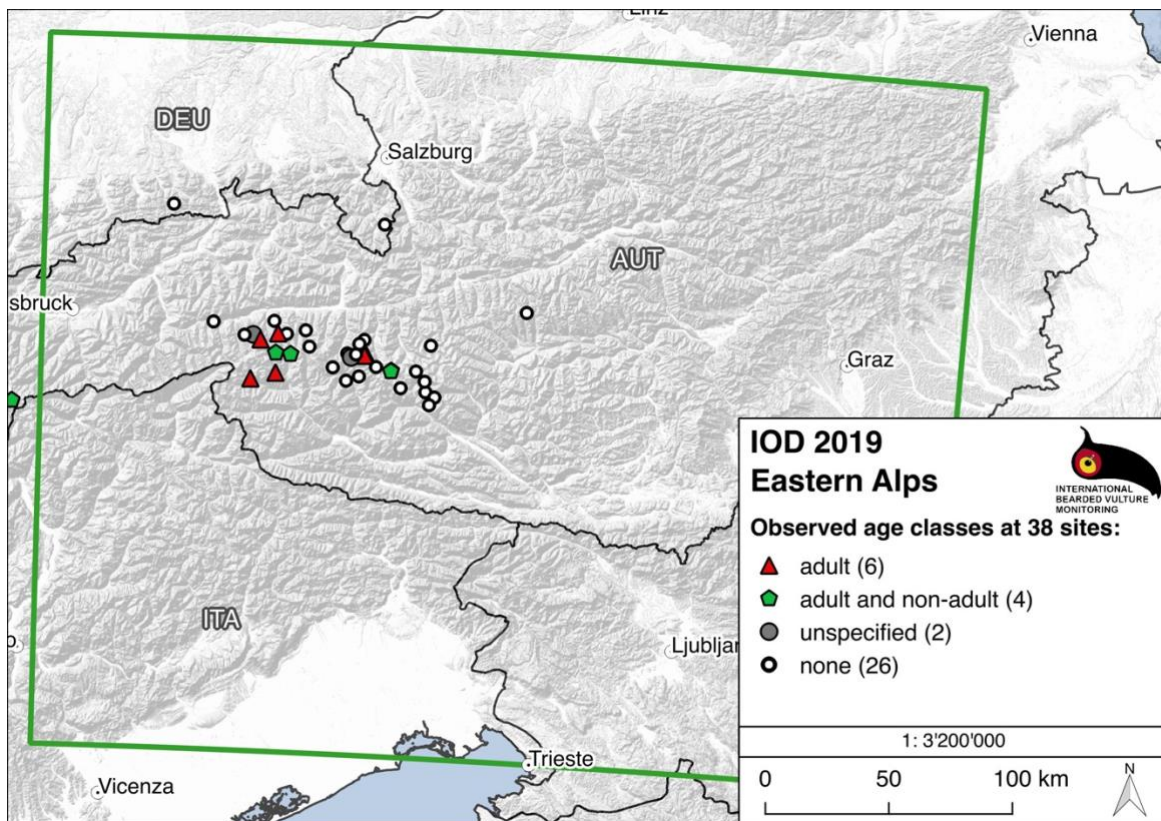 Linz
Vienna
DEU
Salzburg
AUT
sbruck
Graz
ITA
Ljubljan
o
Trieste
Vicenza
IOD 2019
Eastern Alps
INTERNATIONAL
BEARDED VULTURE
MONITORING
Observed age classes at 38 sites:
adult (6)
adult and non-adult (4)
unspecified (2)
none (26)
1: 3'200'000
0 50 100 km
N